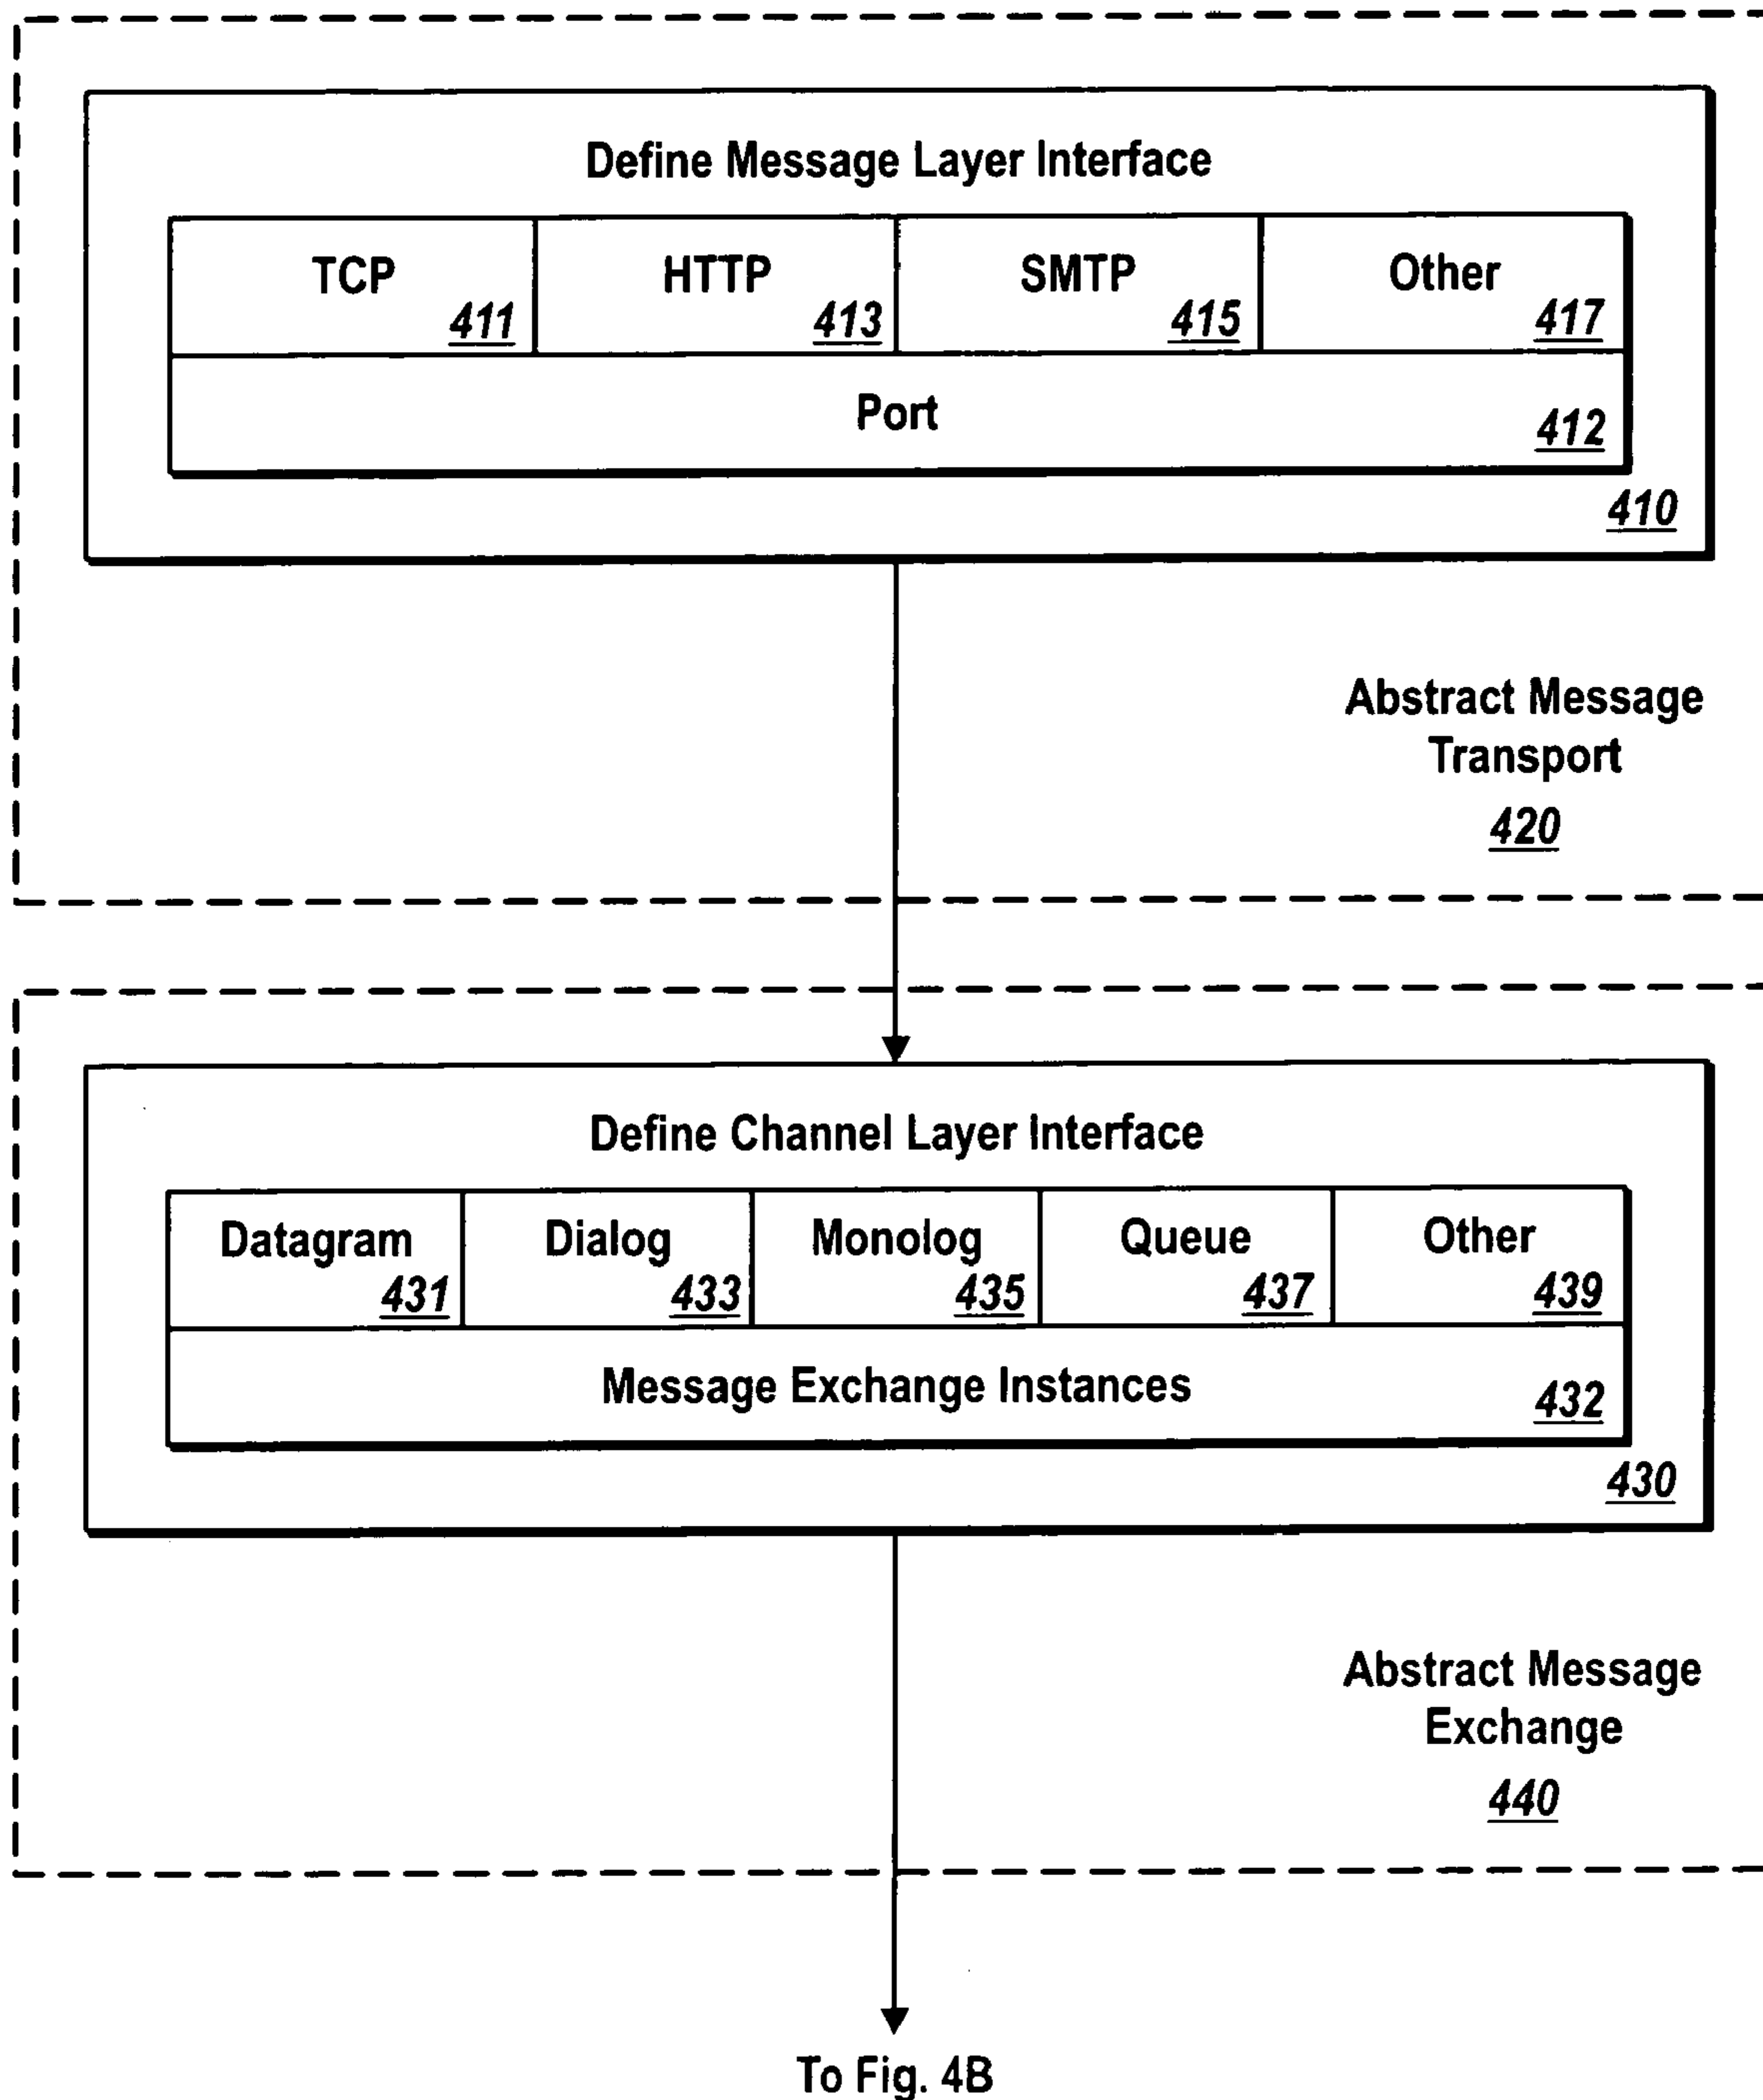 Define Message Layer Interface
TCP
411
HTTP
413
SMTP
415
Other
417
Port
412
410
Abstract Message
Transport
420
Define Channel Layer Interface
Datagram
431
Dialog
433
Monolog
435
Queue
437
Other
439
Message Exchange Instances
432
430
Abstract Message
Exchange
440
To Fig. 4B